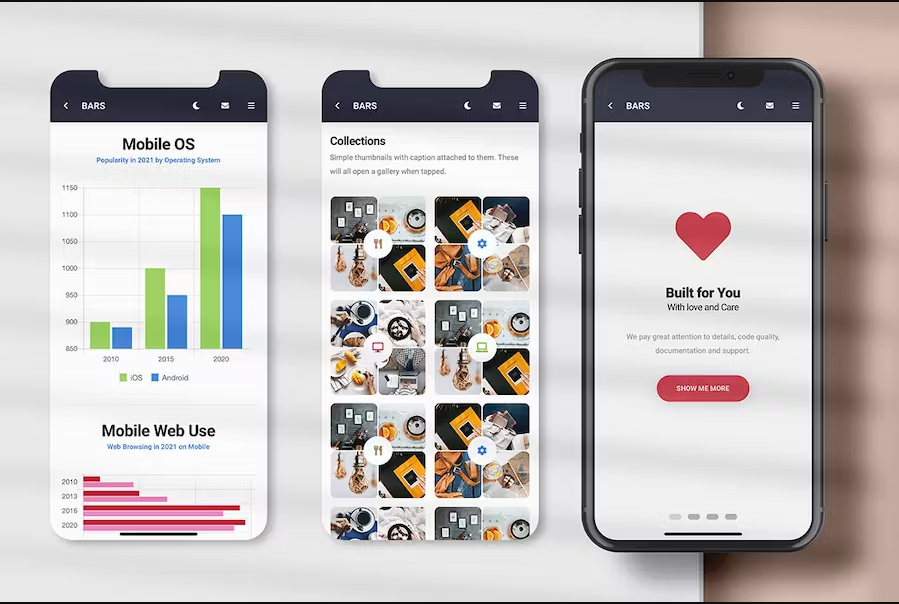 BARS
Mobile OS
Popularity in 2021 by Operating System
1150
1100
1050
1000
950
900
850
2010
2015
2020
iOS
Android
Mobile Web Use
Web Browsing in 2021 on Mobile
2010
2013
2016
2020
BARS
Collections
Simple thumbnails with caption attached to them. These
will all open a gallery when tapped.
BARS
Built for You
With love and Care
We pay great attention to details, code quality,
documentation and support.
SHOW ME MORE